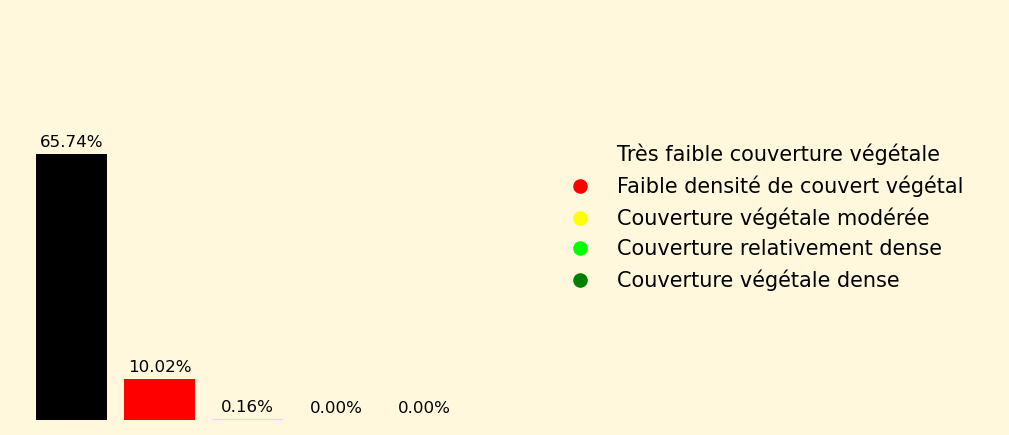 65.74%
10.02%
0.16%
0.00%
0.00%
Très faible couverture végétale
Faible densité de couvert végétal
Couverture végétale modérée
Couverture relativement dense
Couverture végétale dense